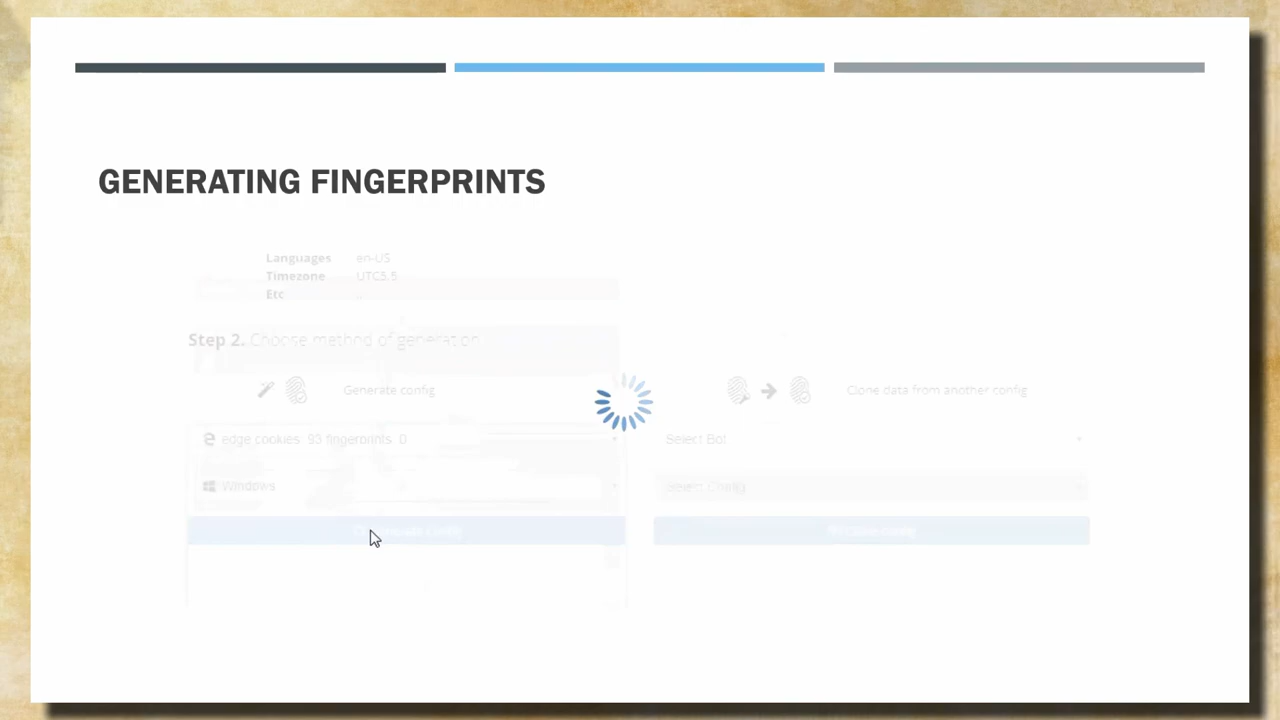 GENERATING FINGERPRINTS
Languages en-US
Timezone UTC5.5
Etc ..
Step 2. Choose method of generation
Generate config
Clone data from another config
edge cookies: 93 fingerprints: 0
Select Bot
Windows
Select Config